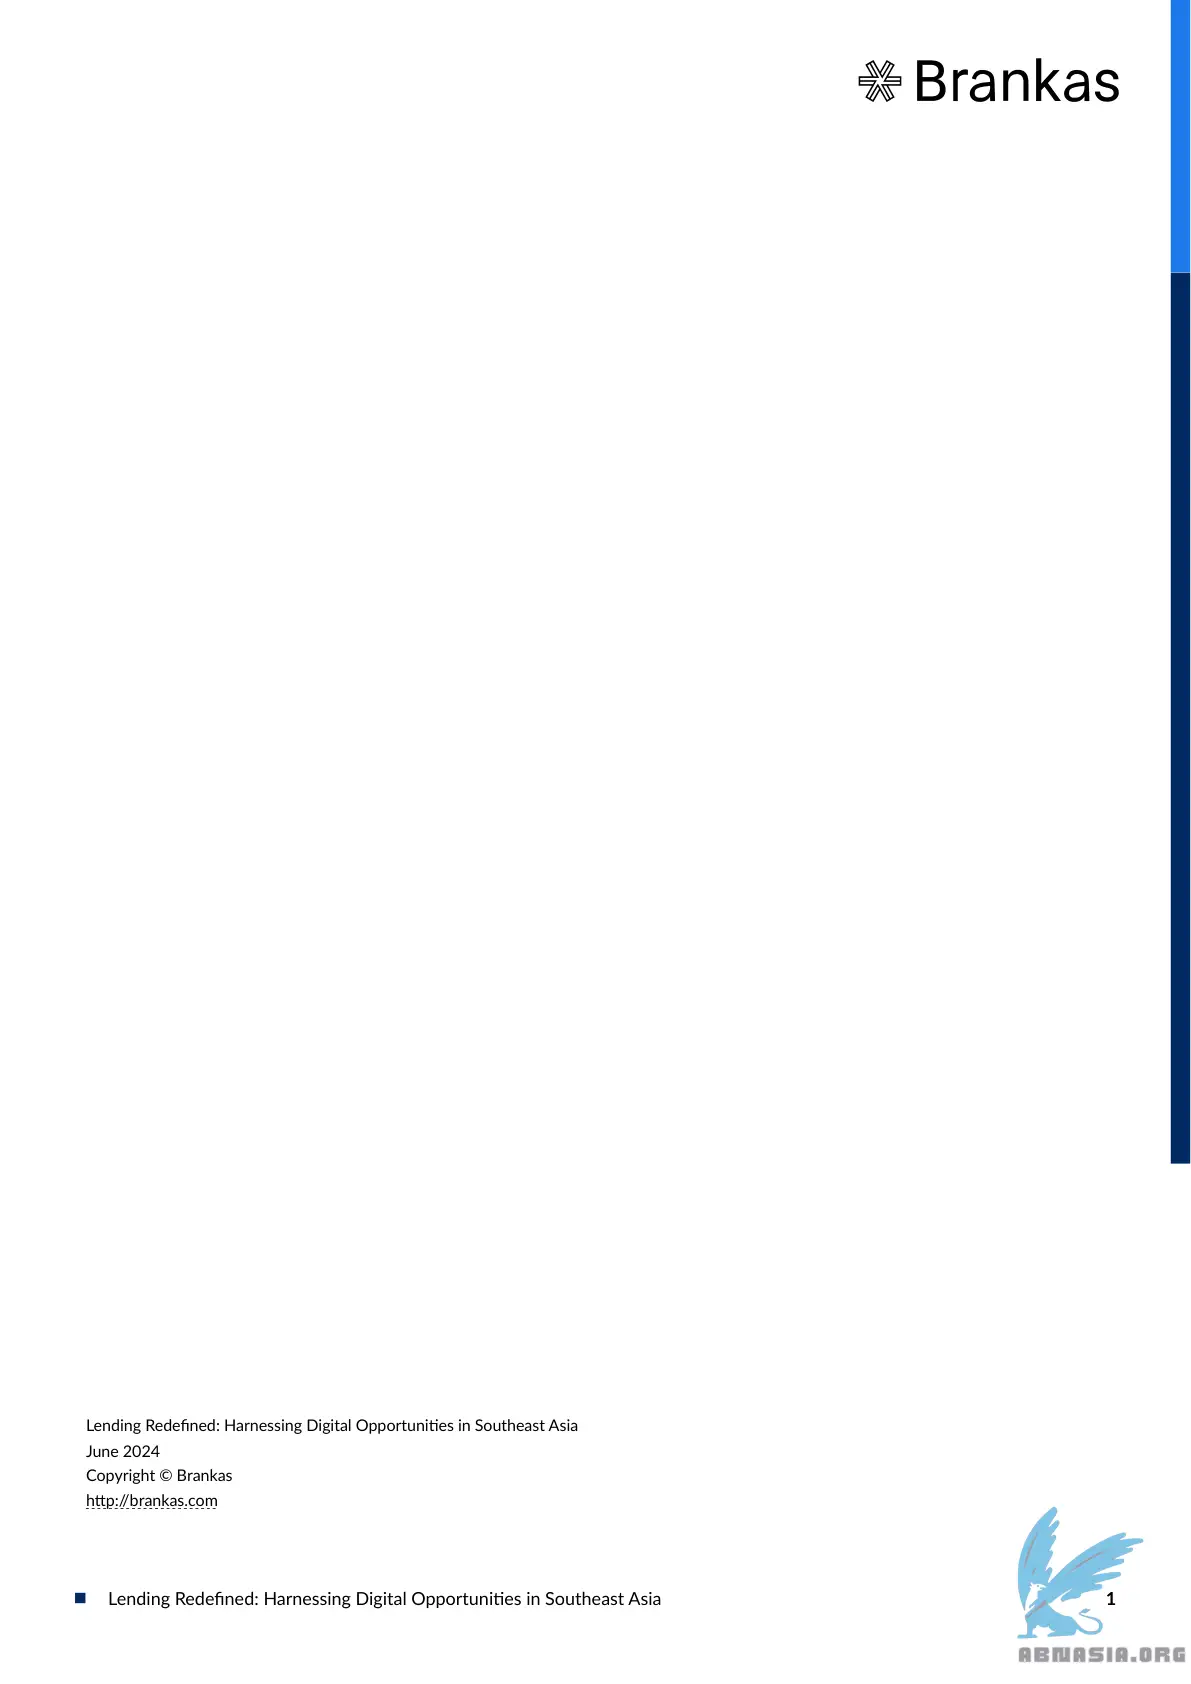 Brankas
Lending Redefined: Harnessing Digital Opportunities in Southeast Asia
June 2024
Copyright © Brankas
http://brankas.com
Lending Redefined: Harnessing Digital Opportunities in Southeast Asia
1
ABNASIA.ORG